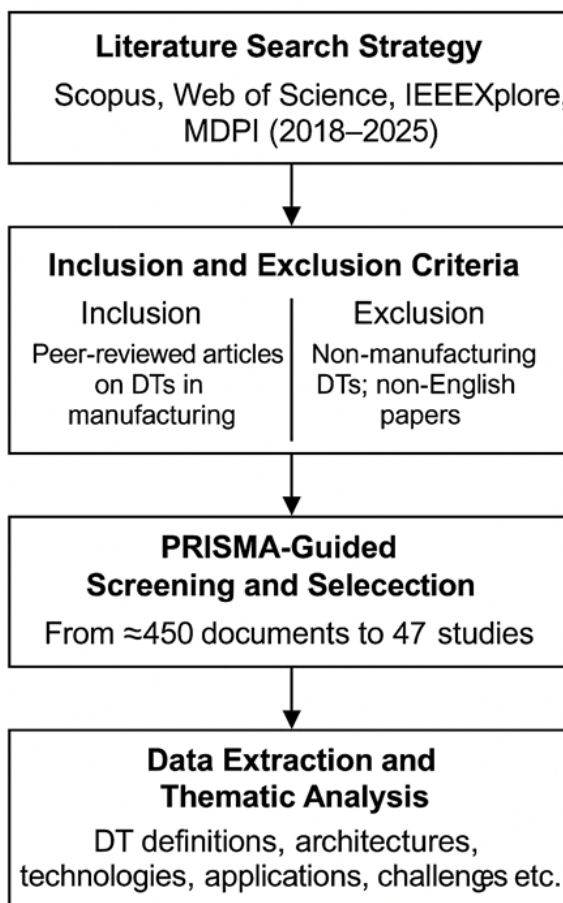 Literature Search Strategy
Scopus, Web of Science, IEEEXplore,
MDPI (2018–2025)
Inclusion and Exclusion Criteria
Inclusion
Peer-reviewed articles
on DTs in
manufacturing
Exclusion
Non-manufacturing
DTs; non-English
papers
PRISMA-Guided
Screening and Selecection
From ≈450 documents to 47 studies
Data Extraction and
Thematic Analysis
DT definitions, architectures,
technologies, applications, challenges etc.